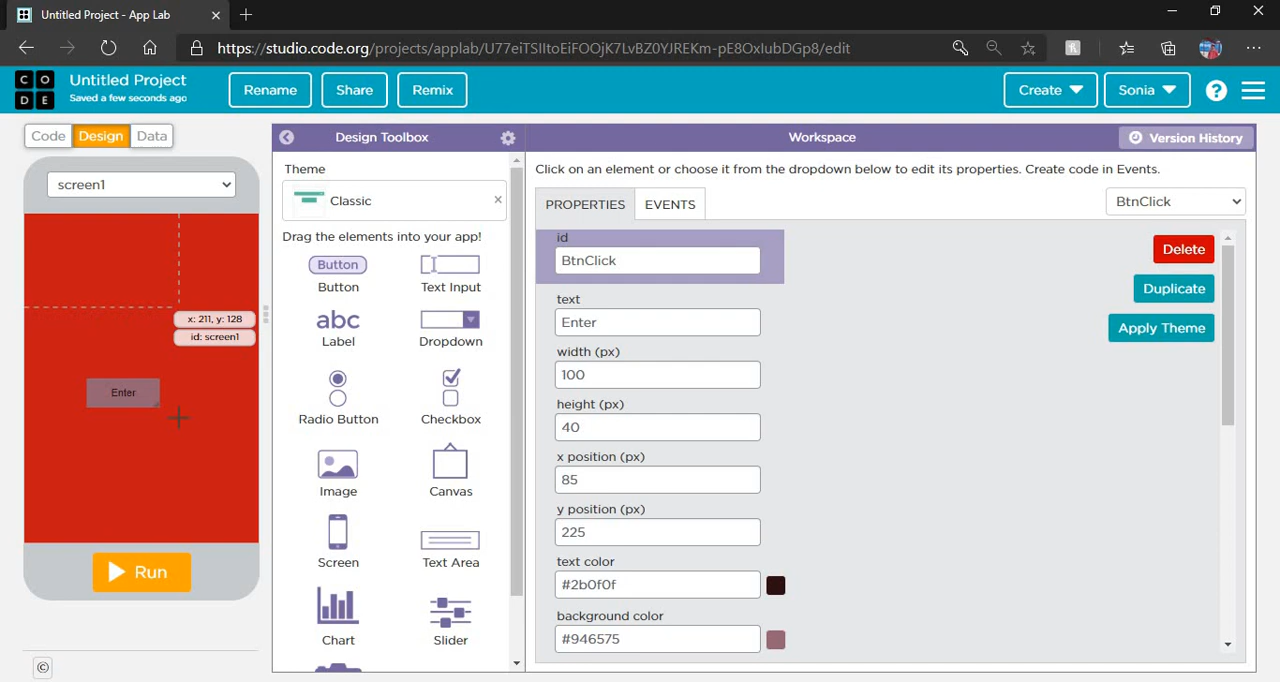 Untitled Project - App Lab
https://studio.code.org/projects/applab/U77eiTSIItoEiFOOjK7LvBZ0YJREKm-pE8OxIubDGp8/edit
CODE
Untitled Project
Saved a few seconds ago
Rename
Share
Remix
Create
Sonia
?
Code
Design
Data
Design Toolbox
Workspace
Version History
screen1
x: 211, y: 128
id: screen1
Enter
Run
©
Theme
Classic
Drag the elements into your app!
Button
Button
Text Input
abc
Label
Dropdown
Radio Button
Checkbox
Image
Canvas
Screen
Text Area
Chart
Slider
Click on an element or choose it from the dropdown below to edit its properties. Create code in Events.
PROPERTIES
EVENTS
BtnClick
id
BtnClick
Delete
text
Enter
Duplicate
Apply Theme
width (px)
100
height (px)
40
x position (px)
85
y position (px)
225
text color
#2b0f0f
background color
#946575